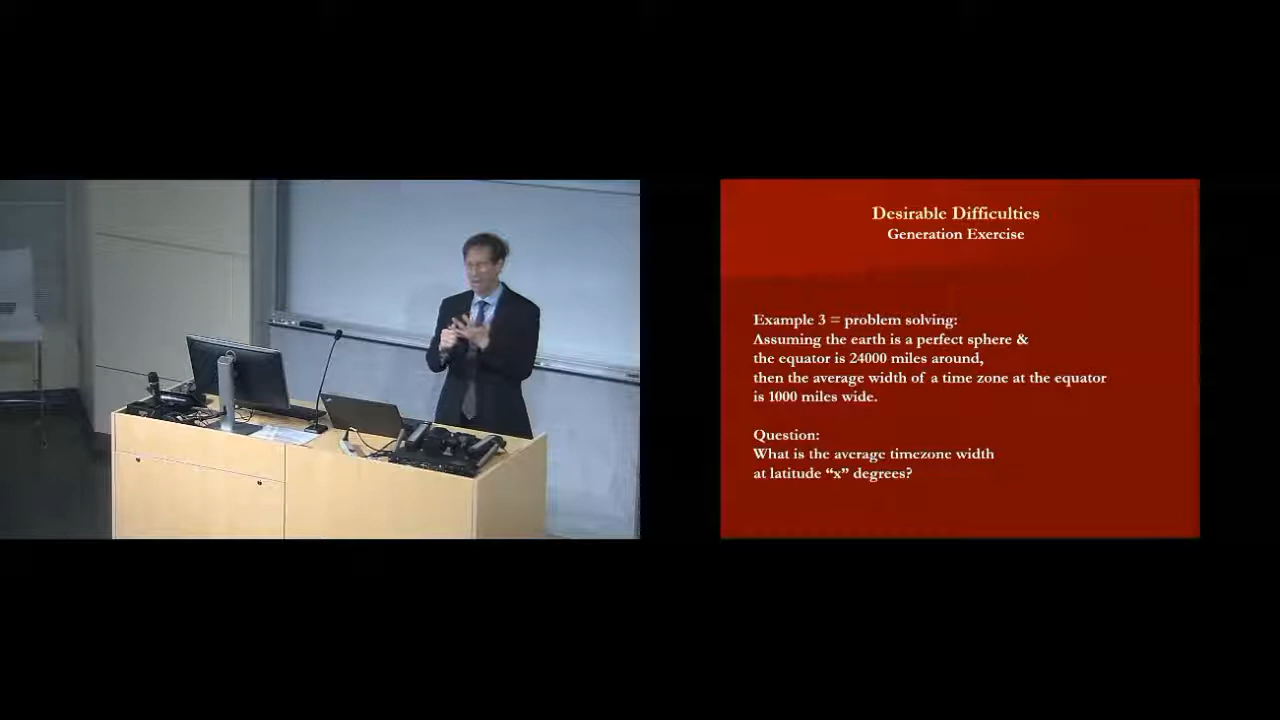 Desirable Difficulties
Generation Exercise
Example 3 = problem solving:
Assuming the earth is a perfect sphere &
the equator is 24000 miles around,
then the average width of a time zone at the equator
is 1000 miles wide.
Question:
What is the average timezone width
at latitude “x” degrees?